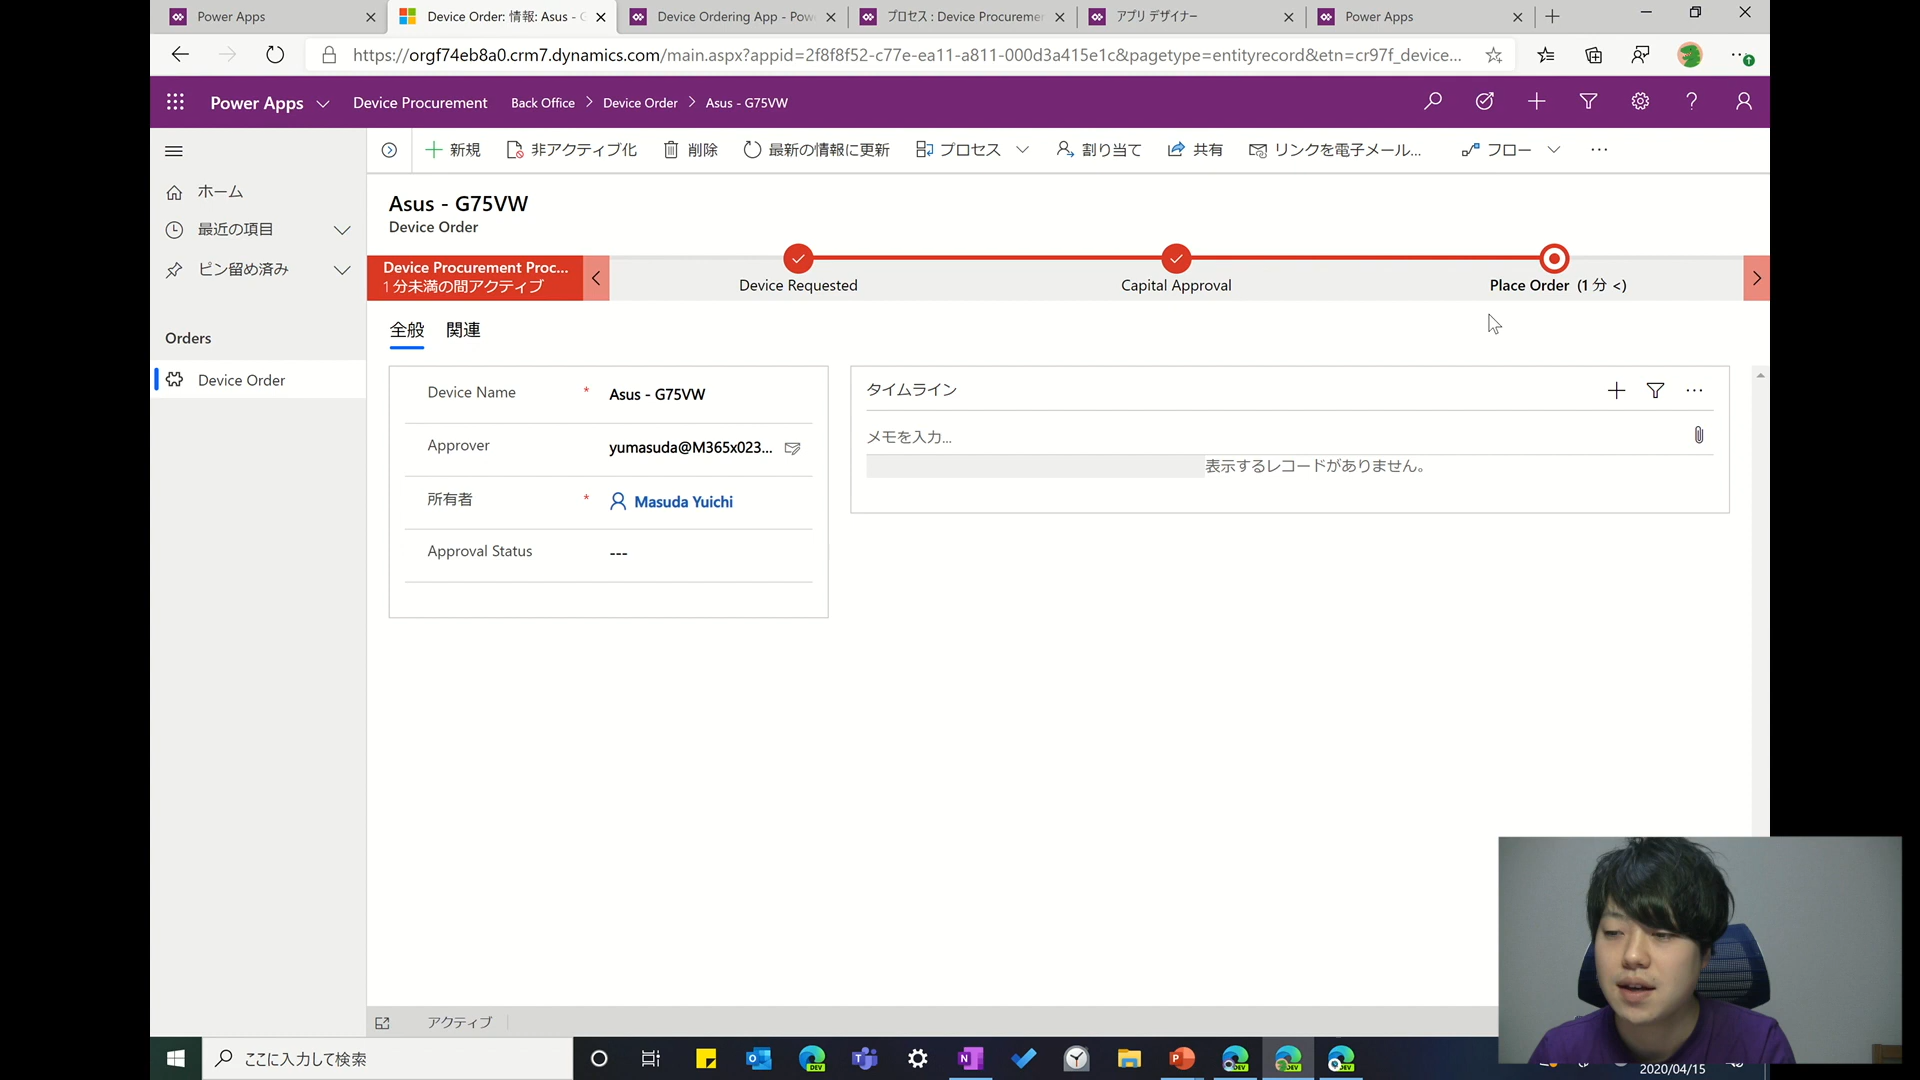 Power Apps
Device Order: 情報: Asus - G
Device Ordering App - Pow
プロセス : Device Procuremen
アプリ デザイナー
Power Apps
https://orgf74eb8a0.crm7.dynamics.com/main.aspx?appid=2f8f8f52-c77e-ea11-a811-000d3a415e1c&pagetype=entityrecord&etn=cr97f_device...
Power Apps
Device Procurement
Back Office > Device Order > Asus - G75VW
新規
非アクティブ化
削除
最新の情報に更新
プロセス
割り当て
共有
リンクを電子メール...
フロー
ホーム
最近の項目
ピン留め済み
Orders
Device Order
Asus - G75VW
Device Order
Device Procurement Proc...
1 分未満の間アクティブ
Device Requested
Capital Approval
Place Order (1 分 <)
全般
関連
Device Name * Asus - G75VW
Approver yumasuda@M365x023...
所有者 * Masuda Yuichi
Approval Status ---
タイムライン
メモを入力...
表示するレコードがありません。
アクティブ
ここに入力して検索
2020/04/15